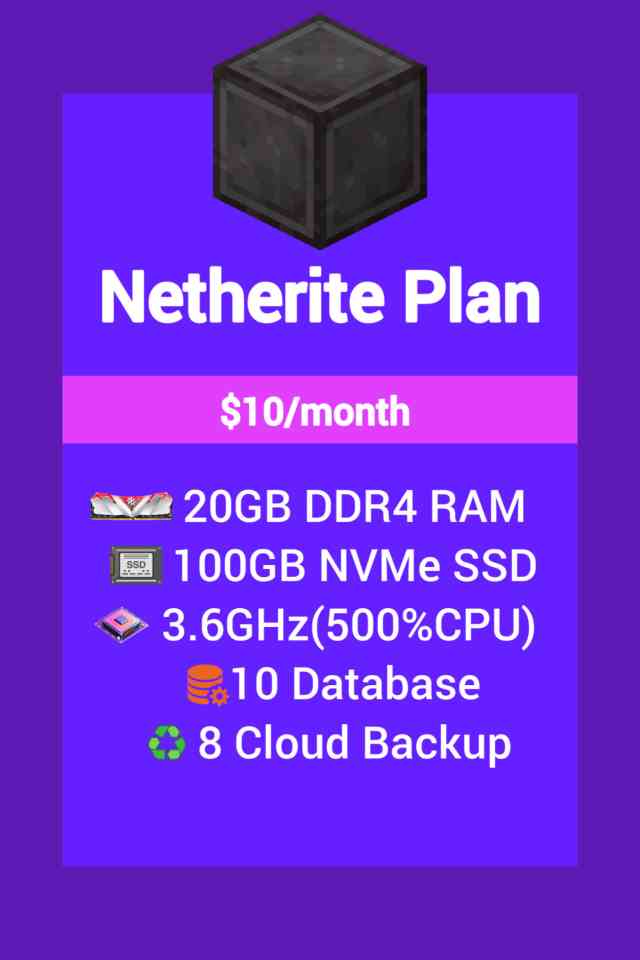 Netherite Plan
$10/month
20GB DDR4 RAM
SSD 100GB NVMe SSD
3.6GHz(500%CPU)
10 Database
8 Cloud Backup